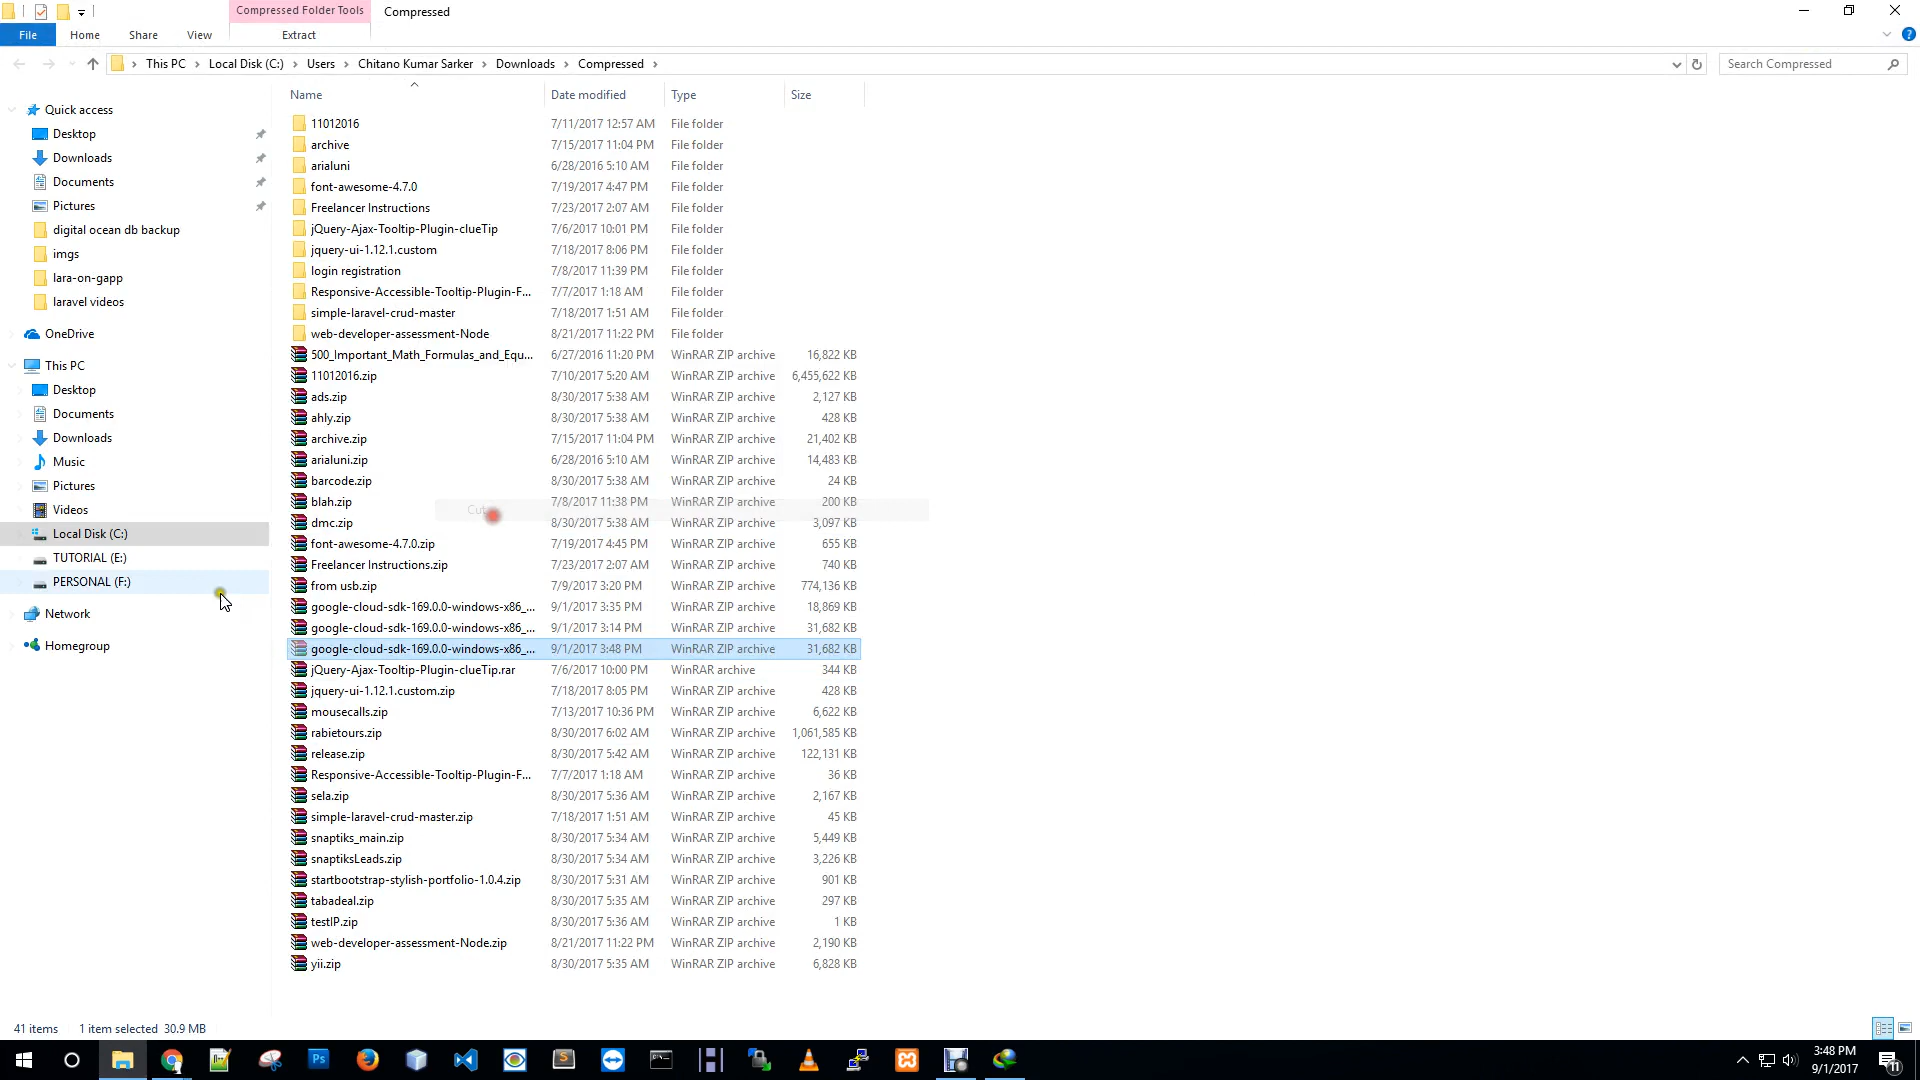 Compressed Folder Tools
Compressed
File
Home
Share
View
Extract
This PC
Local Disk (C:)
Users
Chitano Kumar Sarker
Downloads
Compressed
Search Compressed
Name
Date modified
Type
Size
Quick access
Desktop
Downloads
Documents
Pictures
digital ocean db backup
imgs
lara-on-gapp
laravel videos
OneDrive
This PC
Desktop
Documents
Downloads
Music
Pictures
Videos
Local Disk (C:)
TUTORIAL (E:)
PERSONAL (F:)
Network
Homegroup
11012016 7/11/2017 12:57 AM File folder
archive 7/15/2017 11:04 PM File folder
arialuni 6/28/2016 5:10 AM File folder
font-awesome-4.7.0 7/19/2017 4:47 PM File folder
Freelancer Instructions 7/23/2017 2:07 AM File folder
jQuery-Ajax-Tooltip-Plugin-clueTip 7/6/2017 10:01 PM File folder
jquery-ui-1.12.1.custom 7/18/2017 8:06 PM File folder
login registration 7/8/2017 11:39 PM File folder
Responsive-Accessible-Tooltip-Plugin-F... 7/7/2017 1:18 AM File folder
simple-laravel-crud-master 7/18/2017 1:51 AM File folder
web-developer-assessment-Node 8/21/2017 11:22 PM File folder
500_Important_Math_Formulas_and_Equ... 6/27/2016 11:20 PM WinRAR ZIP archive 16,822 KB
11012016.zip 7/10/2017 5:20 AM WinRAR ZIP archive 6,455,622 KB
ads.zip 8/30/2017 5:38 AM WinRAR ZIP archive 2,127 KB
ahly.zip 8/30/2017 5:38 AM WinRAR ZIP archive 428 KB
archive.zip 7/15/2017 11:04 PM WinRAR ZIP archive 21,402 KB
arialuni.zip 6/28/2016 5:10 AM WinRAR ZIP archive 14,483 KB
barcode.zip 8/30/2017 5:38 AM WinRAR ZIP archive 24 KB
blah.zip 7/8/2017 11:38 PM WinRAR ZIP archive 200 KB
Cut
dmc.zip 8/30/2017 5:38 AM WinRAR ZIP archive 3,097 KB
font-awesome-4.7.0.zip 7/19/2017 4:45 PM WinRAR ZIP archive 655 KB
Freelancer Instructions.zip 7/23/2017 2:07 AM WinRAR ZIP archive 740 KB
from usb.zip 7/9/2017 3:20 PM WinRAR ZIP archive 774,136 KB
google-cloud-sdk-169.0.0-windows-x86_... 9/1/2017 3:35 PM WinRAR ZIP archive 18,869 KB
google-cloud-sdk-169.0.0-windows-x86_... 9/1/2017 3:14 PM WinRAR ZIP archive 31,682 KB
google-cloud-sdk-169.0.0-windows-x86_... 9/1/2017 3:48 PM WinRAR ZIP archive 31,682 KB
jQuery-Ajax-Tooltip-Plugin-clueTip.rar 7/6/2017 10:00 PM WinRAR archive 344 KB
jquery-ui-1.12.1.custom.zip 7/18/2017 8:05 PM WinRAR ZIP archive 428 KB
mousecalls.zip 7/13/2017 10:36 PM WinRAR ZIP archive 6,622 KB
rabietours.zip 8/30/2017 6:02 AM WinRAR ZIP archive 1,061,585 KB
release.zip 8/30/2017 5:42 AM WinRAR ZIP archive 122,131 KB
Responsive-Accessible-Tooltip-Plugin-F... 7/7/2017 1:18 AM WinRAR ZIP archive 36 KB
sela.zip 8/30/2017 5:36 AM WinRAR ZIP archive 2,167 KB
simple-laravel-crud-master.zip 7/18/2017 1:51 AM WinRAR ZIP archive 45 KB
snaptiks_main.zip 8/30/2017 5:34 AM WinRAR ZIP archive 5,449 KB
snaptiksLeads.zip 8/30/2017 5:34 AM WinRAR ZIP archive 3,226 KB
startbootstrap-stylish-portfolio-1.0.4.zip 8/30/2017 5:31 AM WinRAR ZIP archive 901 KB
tabadeal.zip 8/30/2017 5:35 AM WinRAR ZIP archive 297 KB
testIP.zip 8/30/2017 5:36 AM WinRAR ZIP archive 1 KB
web-developer-assessment-Node.zip 8/21/2017 11:22 PM WinRAR ZIP archive 2,190 KB
yii.zip 8/30/2017 5:35 AM WinRAR ZIP archive 6,828 KB
41 items
1 item selected 30.9 MB
Ps
3:48 PM
9/1/2017
11